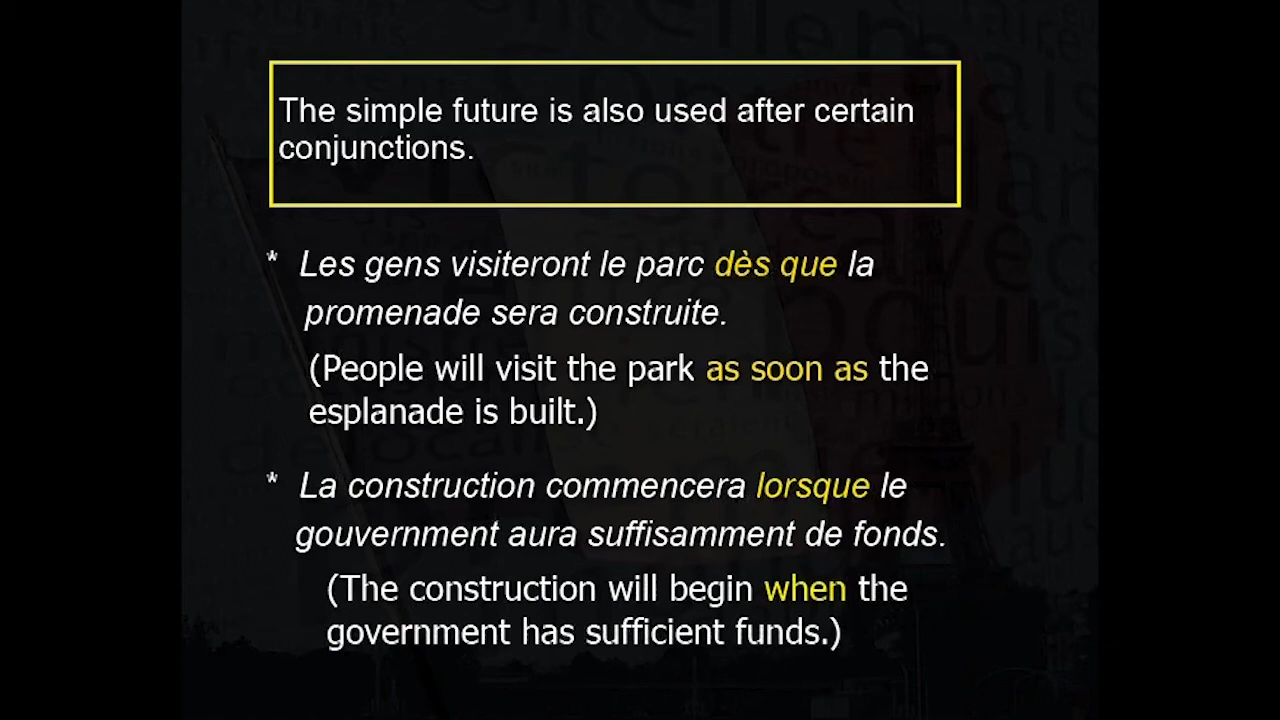 The simple future is also used after certain
conjunctions.
* Les gens visiteront le parc dès que la
promenade sera construite.
(People will visit the park as soon as the
esplanade is built.)
* La construction commencera lorsque le
gouvernment aura suffisamment de fonds.
(The construction will begin when the
government has sufficient funds.)